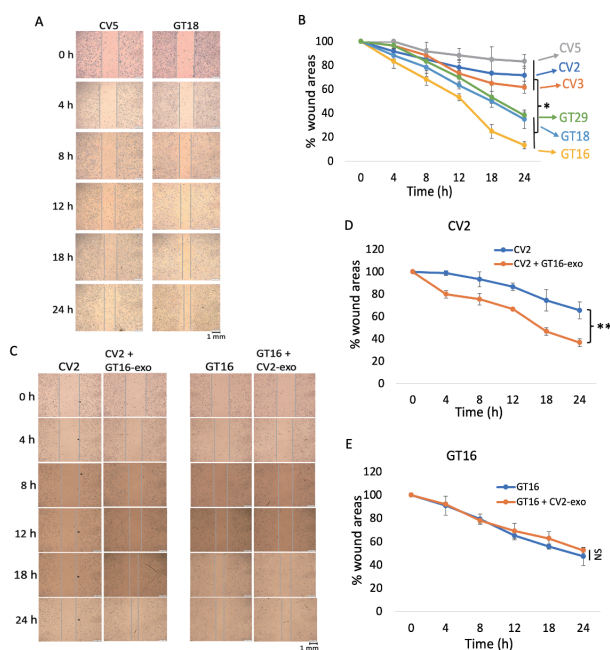 A
CV5 GT18
0 h
4 h
8 h
12 h
18 h
24 h
1 mm
B
% wound areas
100
80
60
40
20
0
0 4 8 12 18 24
Time (h)
CV5
CV2
CV3
*
GT29
GT18
GT16
C
CV2
CV2 +
GT16-exo
GT16
GT16 +
CV2-exo
0 h
4 h
8 h
12 h
18 h
24 h
1 mm
D
CV2
% wound areas
120
100
80
60
40
20
0
0 4 8 12 18 24
Time (h)
CV2
CV2 + GT16-exo
**
E
GT16
% wound areas
120
100
80
60
40
20
0
0 4 8 12 18 24
Time (h)
GT16
GT16 + CV2-exo
NS